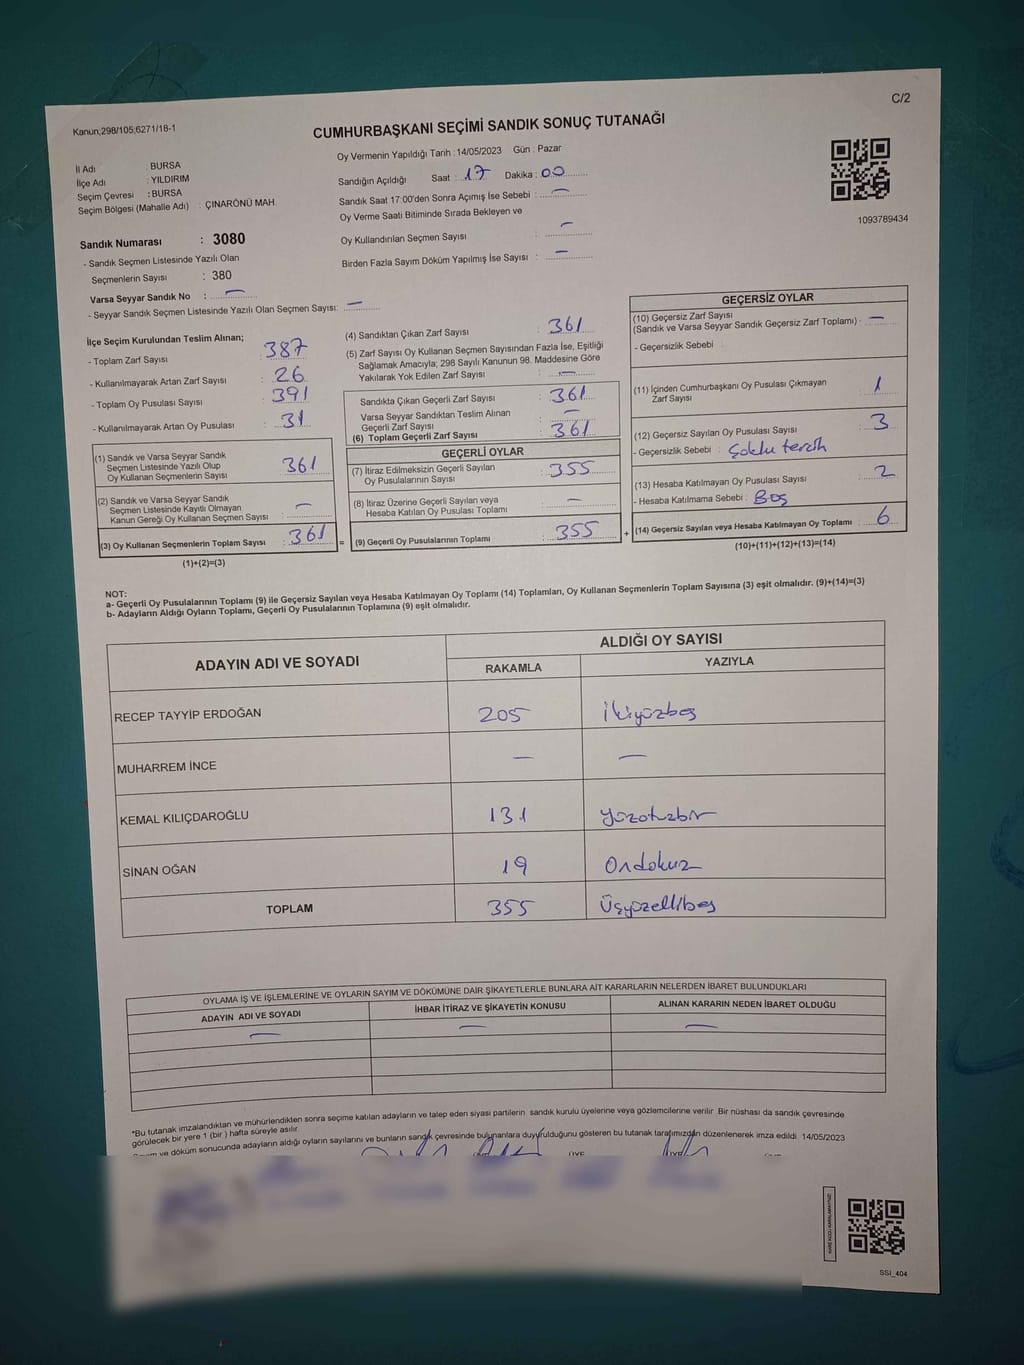 C/2
Kanun;298/105;6271/18-1
CUMHURBAŞKANI SEÇİMİ SANDIK SONUÇ TUTANAĞI
İl Adı : BURSA
İlçe Adı : YILDIRIM
Seçim Çevresi : BURSA
Seçim Bölgesi (Mahalle Adı) : ÇINARÖNÜ MAH.
Sandık Numarası : 3080
- Sandık Seçmen Listesinde Yazılı Olan
Seçmenlerin Sayısı : 380
Varsa Seyyar Sandık No : —
- Seyyar Sandık Seçmen Listesinde Yazılı Olan Seçmen Sayısı: —
Oy Vermenin Yapıldığı Tarih : 14/05/2023 Gün : Pazar
Sandığın Açıldığı Saat : 17 Dakika : 00
Sandık Saat 17:00'den Sonra Açımış İse Sebebi : —
Oy Verme Saati Bitiminde Sırada Bekleyen ve
Oy Kullandırılan Seçmen Sayısı : —
Birden Fazla Sayım Döküm Yapılmış İse Sayısı : —
1093789434
İlçe Seçim Kurulundan Teslim Alınan;
- Toplam Zarf Sayısı : 387
- Kullanılmayarak Artan Zarf Sayısı : 26
- Toplam Oy Pusulası Sayısı : 391
- Kullanılmayarak Artan Oy Pusulası : 31
(1) Sandık ve Varsa Seyyar Sandık
Seçmen Listesinde Yazılı Olup
Oy Kullanan Seçmenlerin Sayısı : 361
(2) Sandık ve Varsa Seyyar Sandık
Seçmen Listesinde Kayıtlı Olmayan
Kanun Gereği Oy Kullanan Seçmen Sayısı : —
(3) Oy Kullanan Seçmenlerin Toplam Sayısı : 361 =
(1)+(2)=(3)
(4) Sandıktan Çıkan Zarf Sayısı : 361
(5) Zarf Sayısı Oy Kullanan Seçmen Sayısından Fazla İse, Eşitliği
Sağlamak Amacıyla; 298 Sayılı Kanunun 98. Maddesine Göre
Yakılarak Yok Edilen Zarf Sayısı : —
Sandıkta Çıkan Geçerli Zarf Sayısı : 361
Varsa Seyyar Sandıktan Teslim Alınan
Geçerli Zarf Sayısı : —
(6) Toplam Geçerli Zarf Sayısı : 361
GEÇERLİ OYLAR
(7) İtiraz Edilmeksizin Geçerli Sayılan
Oy Pusulalarının Sayısı : 355
(8) İtiraz Üzerine Geçerli Sayılan veya
Hesaba Katılan Oy Pusulası Toplamı : —
(9) Geçerli Oy Pusulalarının Toplamı : 355 +
GEÇERSİZ OYLAR
(10) Geçersiz Zarf Sayısı
(Sandık ve Varsa Seyyar Sandık Geçersiz Zarf Toplamı) : —
- Geçersizlik Sebebi :
(11) İçinden Cumhurbaşkanı Oy Pusulası Çıkmayan
Zarf Sayısı : 1
(12) Geçersiz Sayılan Oy Pusulası Sayısı : 3
- Geçersizlik Sebebi : Çoklu tercih
(13) Hesaba Katılmayan Oy Pusulası Sayısı : 2
- Hesaba Katılmama Sebebi : Boş
(14) Geçersiz Sayılan veya Hesaba Katılmayan Oy Toplamı : 6
(10)+(11)+(12)+(13)=(14)
NOT:
a- Geçerli Oy Pusulalarının Toplamı (9) ile Geçersiz Sayılan veya Hesaba Katılmayan Oy Toplamı (14) Toplamları, Oy Kullanan Seçmenlerin Toplam Sayısına (3) eşit olmalıdır. (9)+(14)=(3)
b- Adayların Aldığı Oyların Toplamı, Geçerli Oy Pusulalarının Toplamına (9) eşit olmalıdır.
ADAYIN ADI VE SOYADI ALDIĞI OY SAYISI
RAKAMLA YAZIYLA
RECEP TAYYİP ERDOĞAN 205 ikiyüzbeş
MUHARREM İNCE — —
KEMAL KILIÇDAROĞLU 131 yüzotuzbir
SİNAN OĞAN 19 Ondokuz
TOPLAM 355 Üçyüzellibeş
OYLAMA İŞ VE İŞLEMLERİNE VE OYLARIN SAYIM VE DÖKÜMÜNE DAİR ŞİKAYETLERLE BUNLARA AİT KARARLARIN NELERDEN İBARET BULUNDUKLARI
ADAYIN ADI VE SOYADI İHBAR İTİRAZ VE ŞİKAYETİN KONUSU ALINAN KARARIN NEDEN İBARET OLDUĞU
— — —
*Bu tutanak imzalandıktan ve mühürlendikten sonra seçime katılan adayların ve talep eden siyasi partilerin sandık kurulu üyelerine veya gözlemcilerine verilir. Bir nüshası da sandık çevresinde
görülecek bir yere 1 (bir) hafta süreyle asılır.
ve döküm sonucunda adayların aldığı oyların sayılarını ve bunların sandık çevresinde bulunanlara duyurulduğunu gösteren bu tutanak tarafımızdan düzenlenerek imza edildi. 14/05/2023
SSI_404